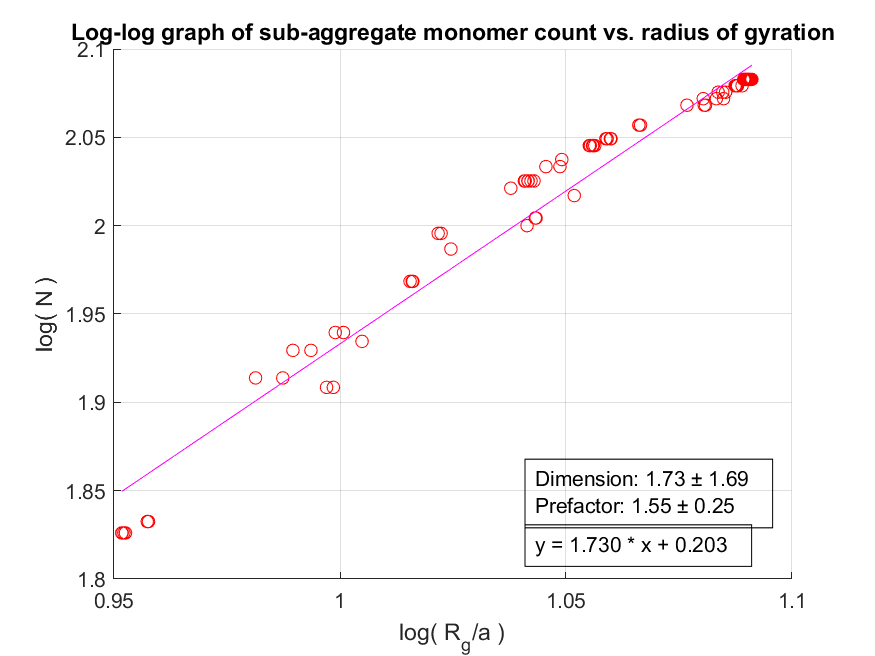 Log-log graph of sub-aggregate monomer count vs. radius of gyration
2.1
2.05
2
1.95
1.9
1.85
1.8
log( N )
Dimension: 1.73 ± 1.69
Prefactor: 1.55 ± 0.25
y = 1.730 * x + 0.203
0.95 1 1.05 1.1
log( R_g/a )